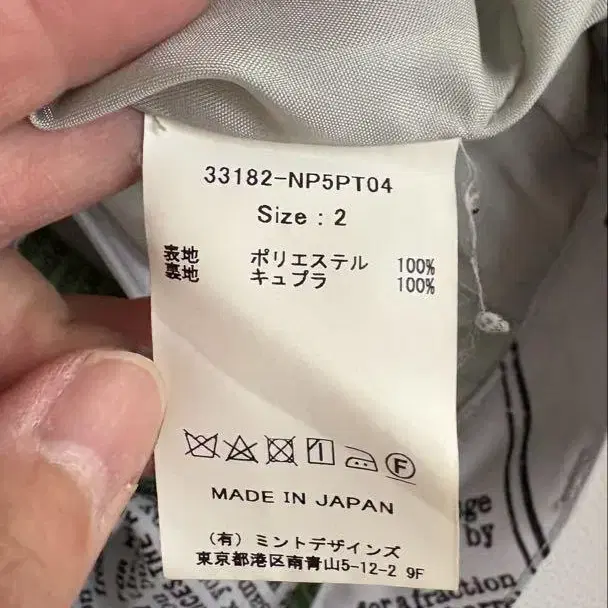 33182-NP5PT04
Size : 2
表地 ポリエステル 100%
裏地 キュプラ 100%
MADE IN JAPAN
(有) ミントデザインズ
東京都港区南青山5-12-2 9F
by